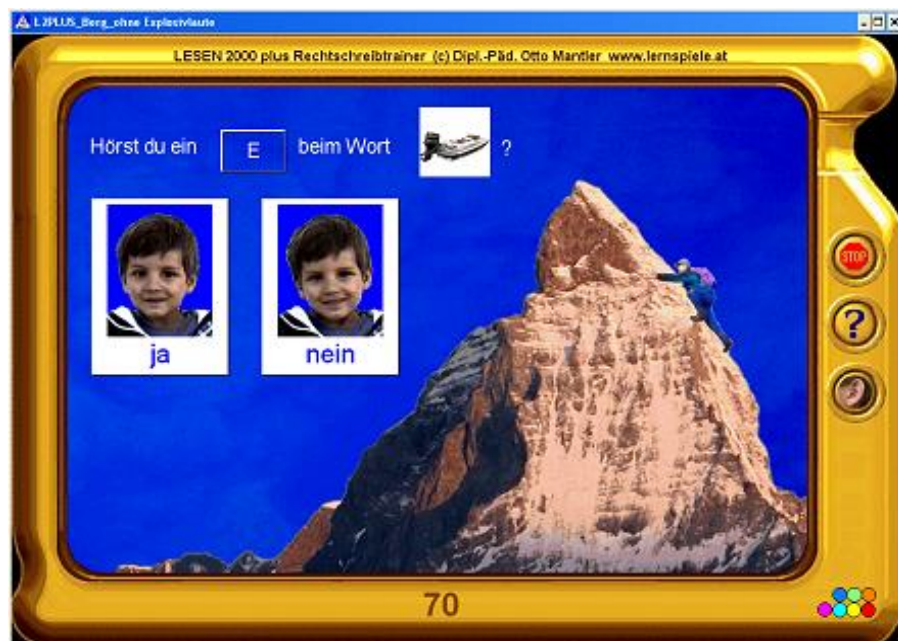 L2PLUS_Berg_ohne Explosivlaute
LESEN 2000 plus Rechtschreibtrainer (c) Dipl.-Päd. Otto Mantler www.lernspiele.at
Hörst du ein E beim Wort ?
ja nein
STOP
?
70